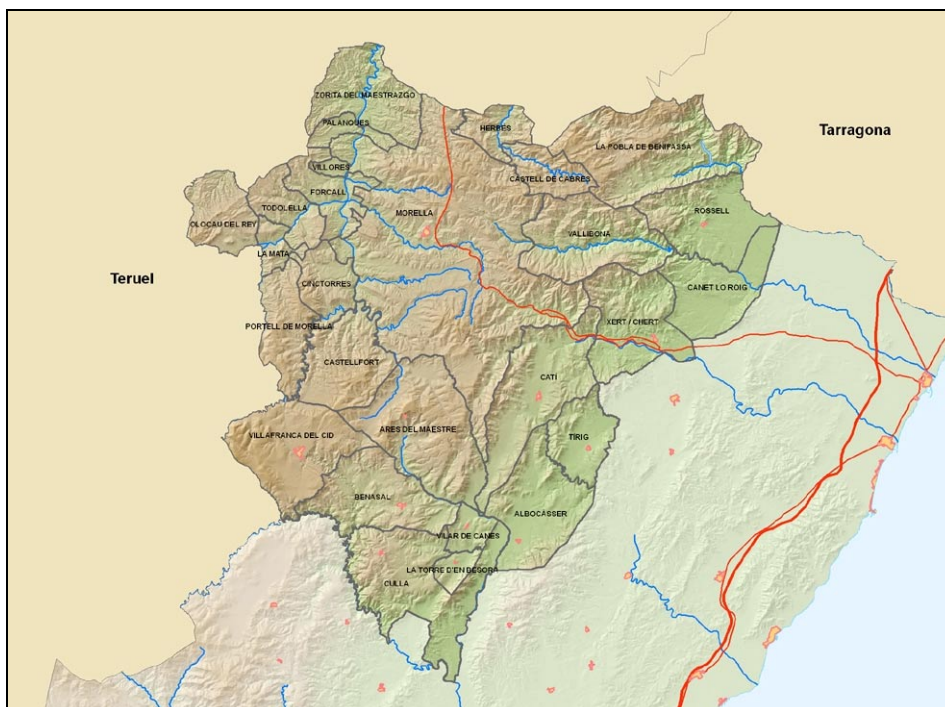 ZORITA DEL MAESTRAZGO
PALANQUES
HERBÉS
Tarragona
LA POBLA DE BENIFASSÀ
VILLORES
CASTELL DE CABRES
FORCALL
TODOLELLA
MORELLA
ROSSELL
OLOCAU DEL REY
VALLIBONA
LA MATA
Teruel
CINCTORRES
CANET LO ROIG
PORTELL DE MORELLA
XERT / CHERT
CASTELLFORT
CATÍ
ARES DEL MAESTRE
VILLAFRANCA DEL CID
TIRIG
BENASAL
ALBOCÀSSER
VILAR DE CANES
LA TORRE D'EN BESORA
CULLA